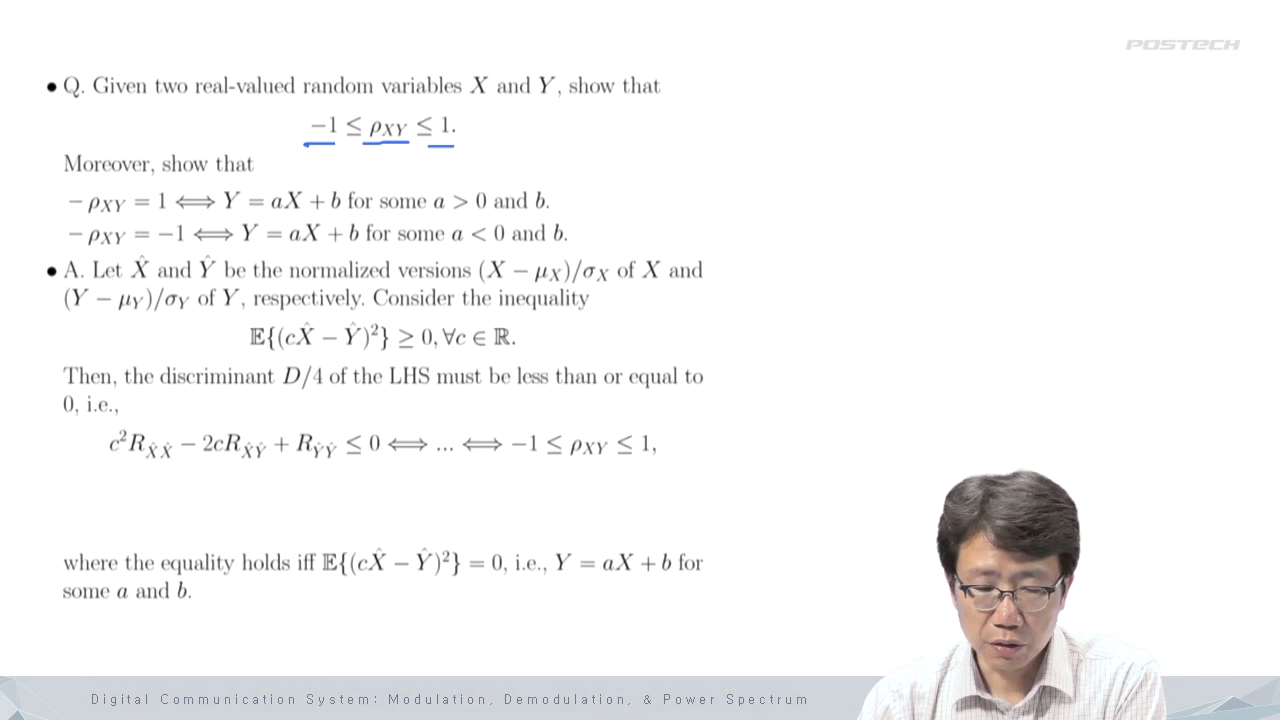 POSTECH
• Q. Given two real-valued random variables X and Y, show that
−1 ≤ ρ_XY ≤ 1.
Moreover, show that
− ρ_XY = 1 ⟺ Y = aX + b for some a > 0 and b.
− ρ_XY = −1 ⟺ Y = aX + b for some a < 0 and b.
• A. Let X̂ and Ŷ be the normalized versions (X − μ_X)/σ_X of X and
(Y − μ_Y)/σ_Y of Y, respectively. Consider the inequality
𝔼{(cX̂ − Ŷ)²} ≥ 0, ∀c ∈ ℝ.
Then, the discriminant D/4 of the LHS must be less than or equal to
0, i.e.,
c²R_X̂X̂ − 2cR_X̂Ŷ + R_ŶŶ ≤ 0 ⟺ ... ⟺ −1 ≤ ρ_XY ≤ 1,
where the equality holds iff 𝔼{(cX̂ − Ŷ)²} = 0, i.e., Y = aX + b for
some a and b.
Digital Communication System: Modulation, Demodulation, & Power Spectrum